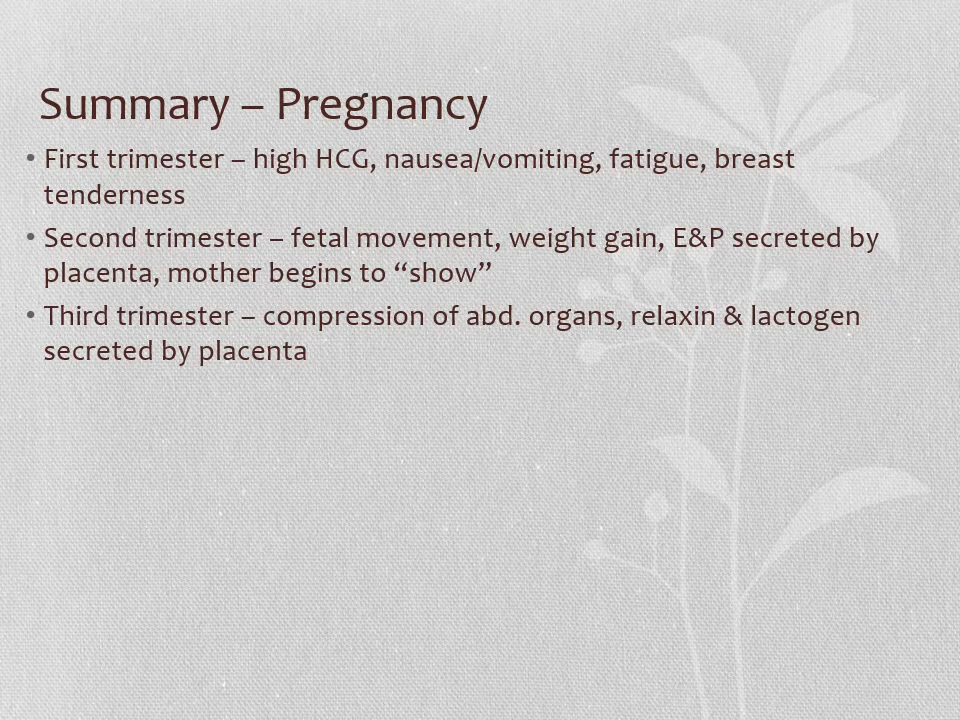 Summary – Pregnancy
• First trimester – high HCG, nausea/vomiting, fatigue, breast
tenderness
• Second trimester – fetal movement, weight gain, E&P secreted by
placenta, mother begins to “show”
• Third trimester – compression of abd. organs, relaxin & lactogen
secreted by placenta